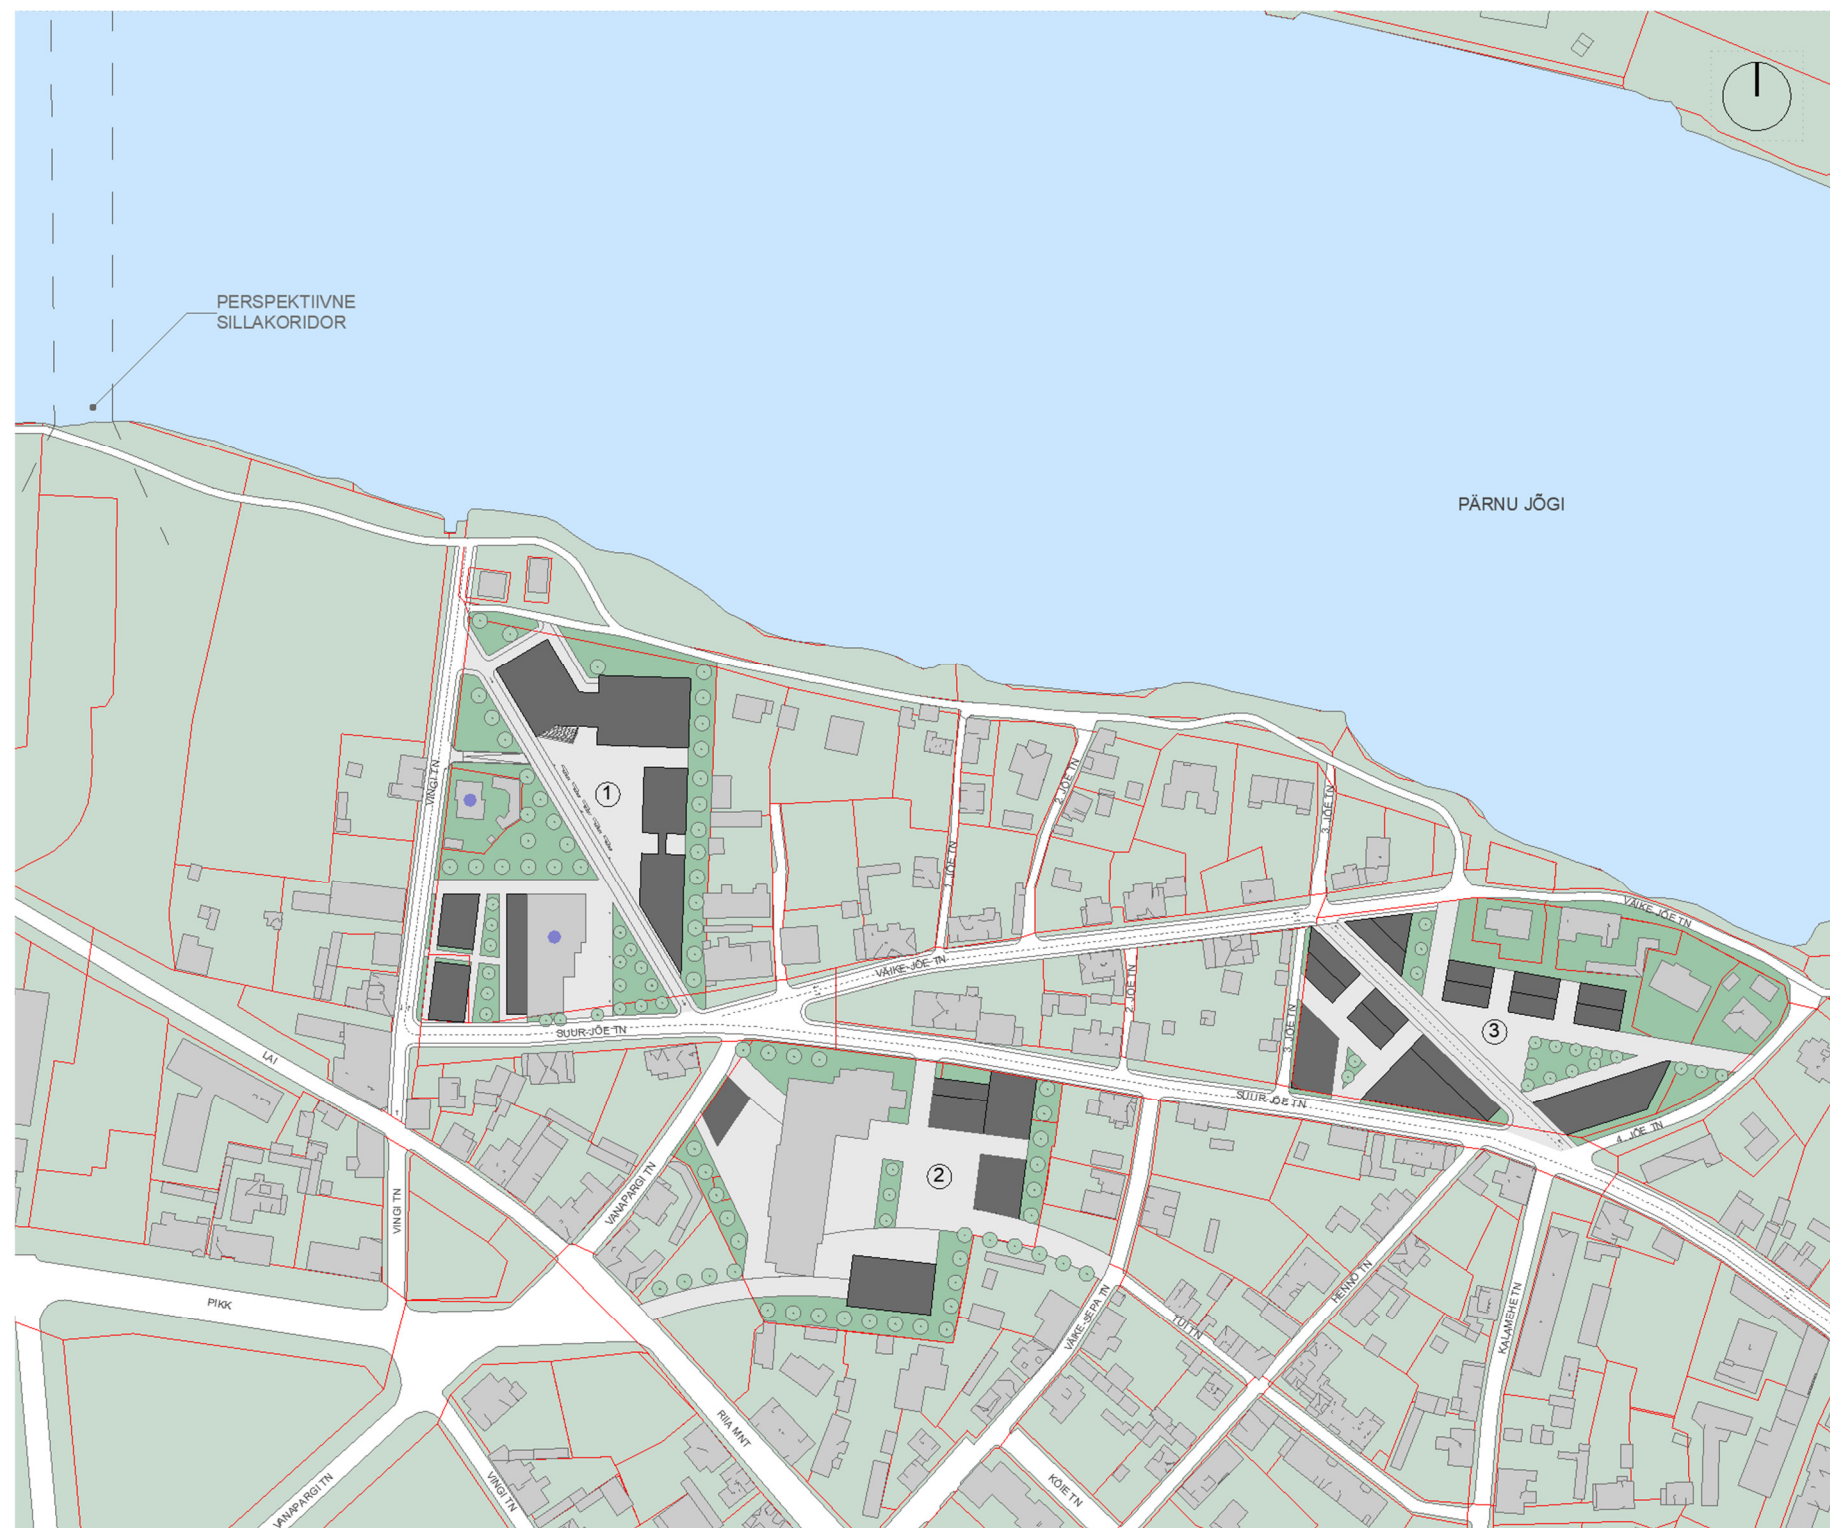 PERSPEKTIIVNE
SILLAKORIDOR
PÄRNU JÕGI
VINGI TN
1
2. JÕE TN
3. JÕE TN
2. JÕE TN
VÄIKE-JÕE TN
VÄIKE-JÕE TN
2. JÕE TN
3. JÕE TN
3
SUUR-JÕE TN
LAI
SUUR-JÕE TN
4. JÕE TN
2
VANAPARGI TN
VINGI TN
PIKK
VÄIKE-SEPA TN
TUI TN
HENNO TN
KALAMEHE TN
RIIA MNT
VANAPARGI TN
VINGI TN
KÖIE TN